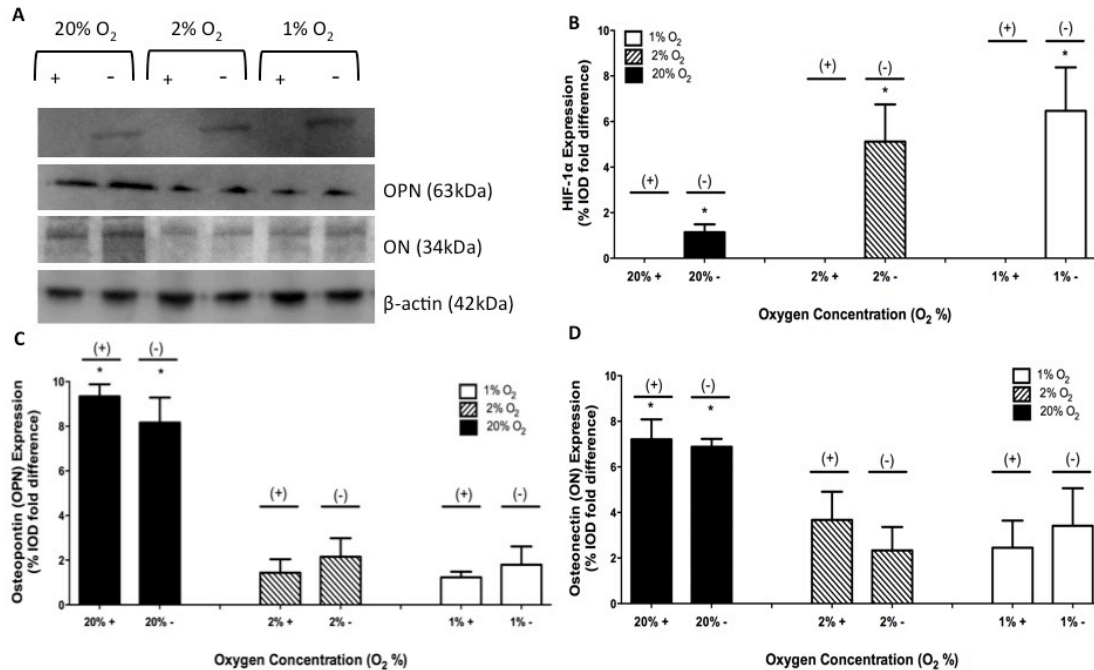 A
20% O₂ 2% O₂ 1% O₂
+ - + - + -
OPN (63kDa)
ON (34kDa)
β-actin (42kDa)
B
1% O₂
2% O₂
20% O₂
(+) (-)
*
(+) (-)
*
(+) (-)
*
HIF-1α Expression
(% IOD fold difference)
10
8
6
4
2
0
20% + 20% - 2% + 2% - 1% + 1% -
Oxygen Concentration (O₂ %)
C
(+) (-)
* *
1% O₂
2% O₂
20% O₂
(+) (-)
(+) (-)
Osteopontin (OPN) Expression
(% IOD fold difference)
10
8
6
4
2
0
20% + 20% - 2% + 2% - 1% + 1% -
Oxygen Concentration (O₂ %)
D
(+) (-)
* *
1% O₂
2% O₂
20% O₂
(+) (-)
(+) (-)
Osteonectin (ON) Expression
(% IOD fold difference)
10
8
6
4
2
0
20% + 20% - 2% + 2% - 1% + 1% -
Oxygen Concentration (O₂ %)